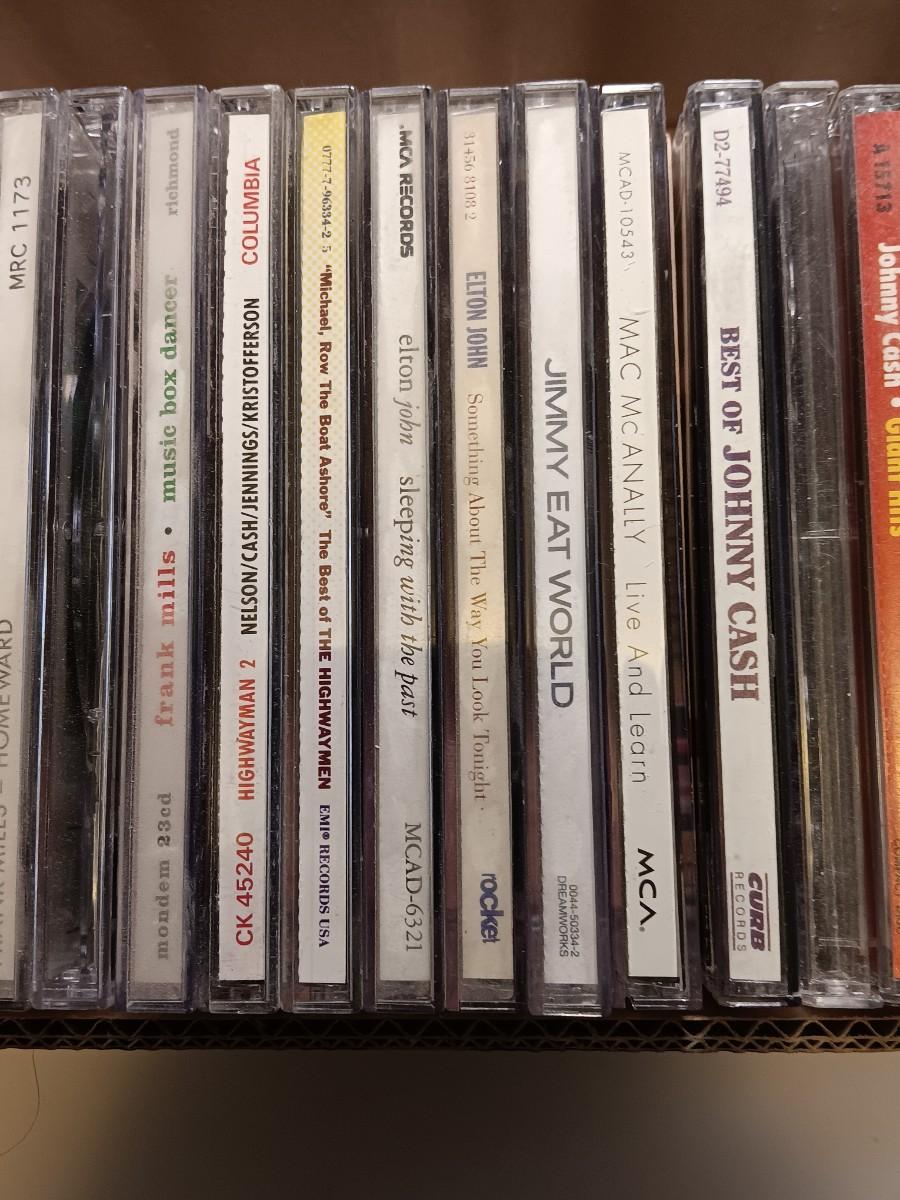 MRC 1173
HOMEWARD
mondem 23cd frank mills • music box dancer richmond
CK 45240 HIGHWAYMAN 2 NELSON/CASH/JENNINGS/KRISTOFFERSON COLUMBIA
0777-7-96334-2 5 "Michael, Row The Boat Ashore" The Best of THE HIGHWAYMEN EMI® RECORDS USA
MCA RECORDS elton john sleeping with the past MCAD-6321
31456 8108 2 ELTON JOHN Something About The Way You Look Tonight rocket
JIMMY EAT WORLD 0044-50334-2
DREAMWORKS
MCAD-10543 MAC MCANALLY Live And Learn MCA.
D2-77494 BEST OF JOHNNY CASH CURB
RECORDS
A 15713 Johnny Cash • Giant Hits